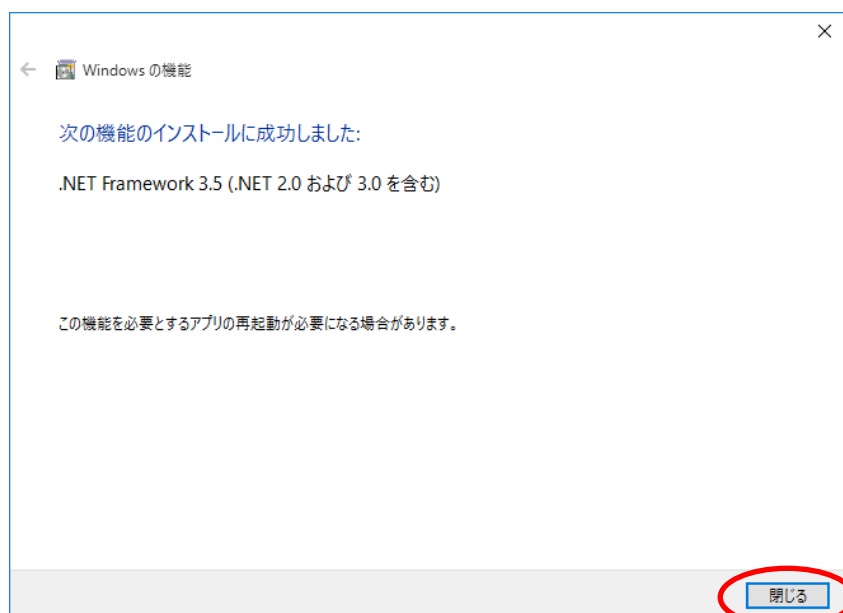 Windows の機能
次の機能のインストールに成功しました:
.NET Framework 3.5 (.NET 2.0 および 3.0 を含む)
この機能を必要とするアプリの再起動が必要になる場合があります。
閉じる